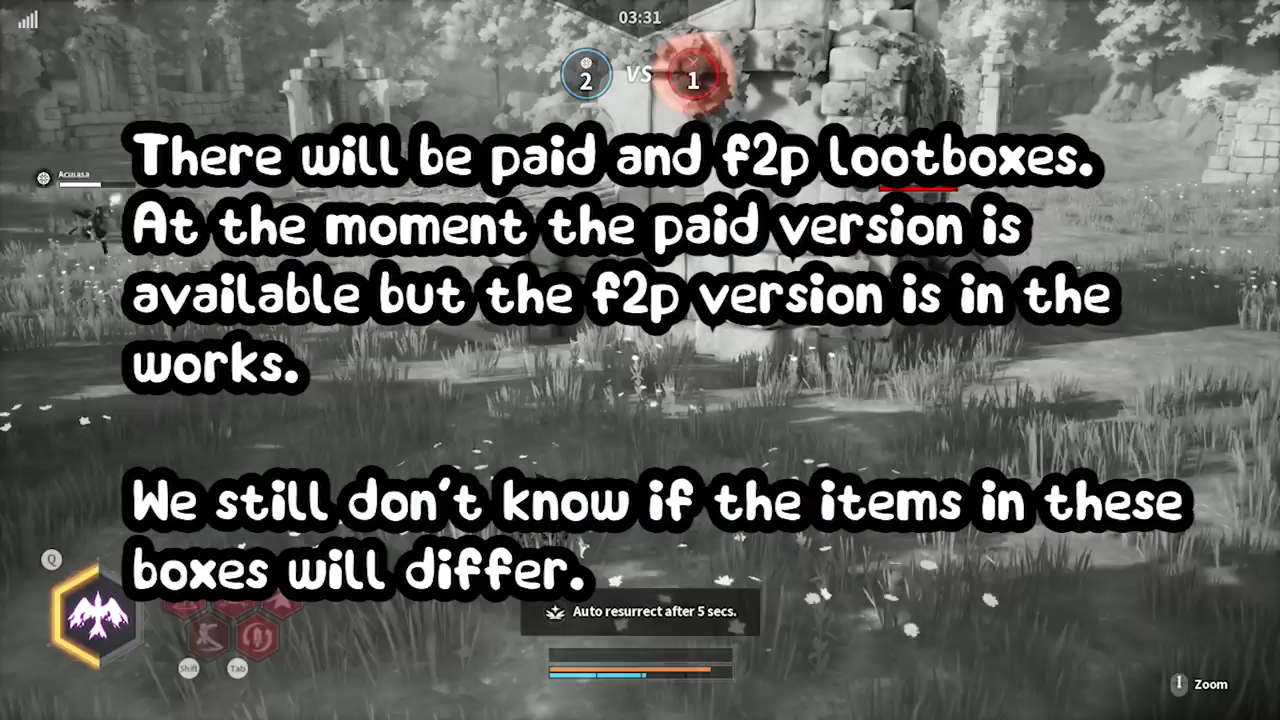 03:31
2 VS 1
There will be paid and f2p lootboxes.
Acuuasa
At the moment the paid version is
available but the f2p version is in the
works.
We still don't know if the items in these
boxes will differ.
Q
Auto resurrect after 5 secs.
Shift Tab
Zoom